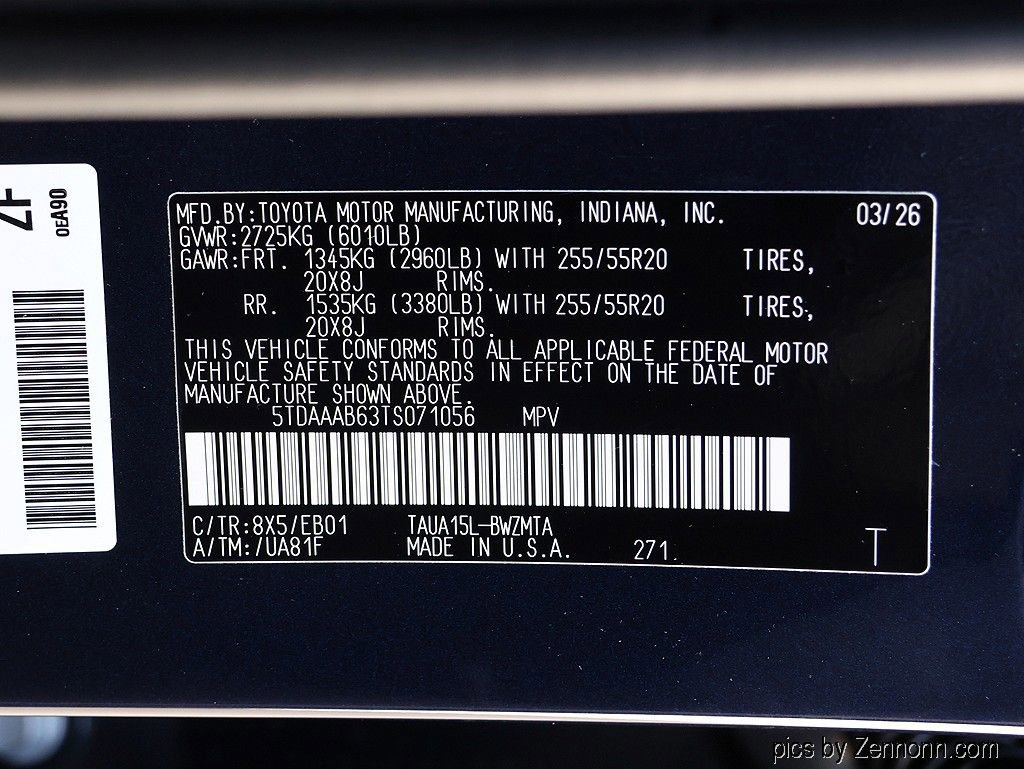 ZF
0EA90
MFD.BY:TOYOTA MOTOR MANUFACTURING, INDIANA, INC. 03/26
GVWR:2725KG (6010LB)
GAWR:FRT. 1345KG (2960LB) WITH 255/55R20 TIRES,
20X8J RIMS.
RR. 1535KG (3380LB) WITH 255/55R20 TIRES,
20X8J RIMS.
THIS VEHICLE CONFORMS TO ALL APPLICABLE FEDERAL MOTOR
VEHICLE SAFETY STANDARDS IN EFFECT ON THE DATE OF
MANUFACTURE SHOWN ABOVE.
5TDAAAB63TS071056 MPV
C/TR:8X5/EB01 TAUA15L-BWZMTA
A/TM:/UA81F MADE IN U.S.A. 271 T
pics by Zennonn.com